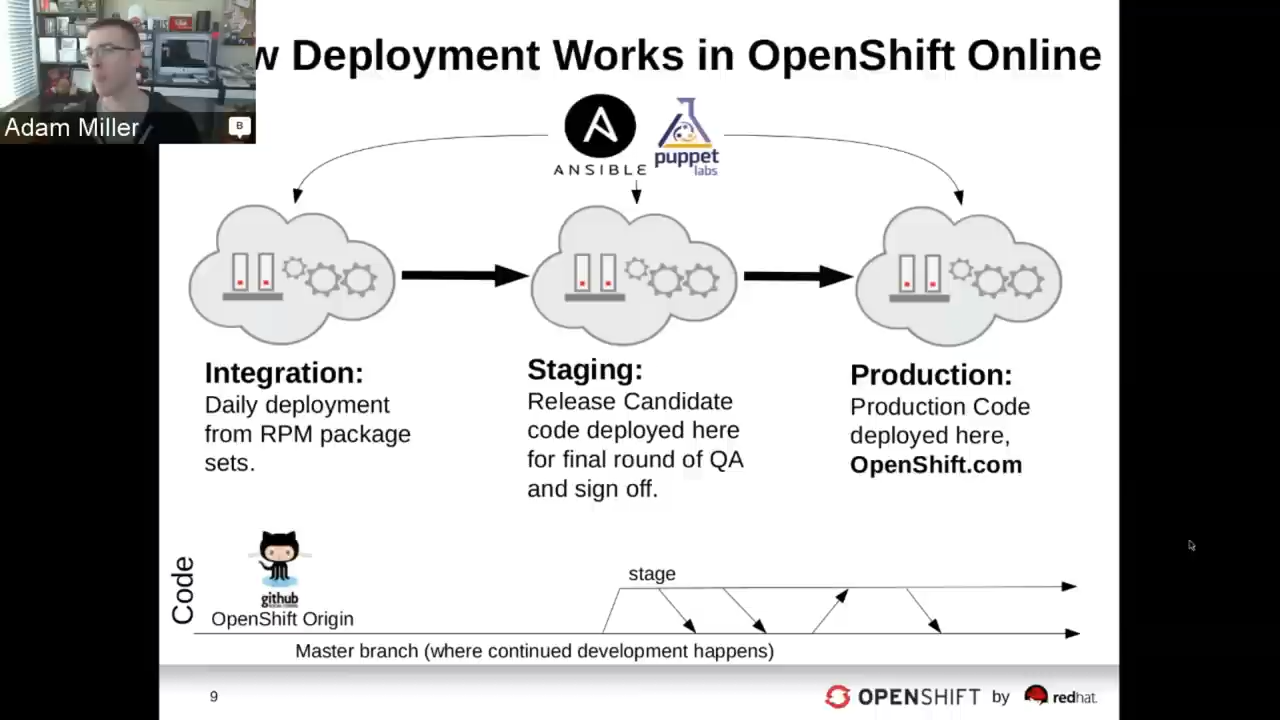 w Deployment Works in OpenShift Online
Adam Miller
B
ANSIBLE
puppet
labs
Integration:
Daily deployment
from RPM package
sets.
Staging:
Release Candidate
code deployed here
for final round of QA
and sign off.
Production:
Production Code
deployed here,
OpenShift.com
Code
github
OpenShift Origin
stage
Master branch (where continued development happens)
9
OPENSHIFT by redhat.